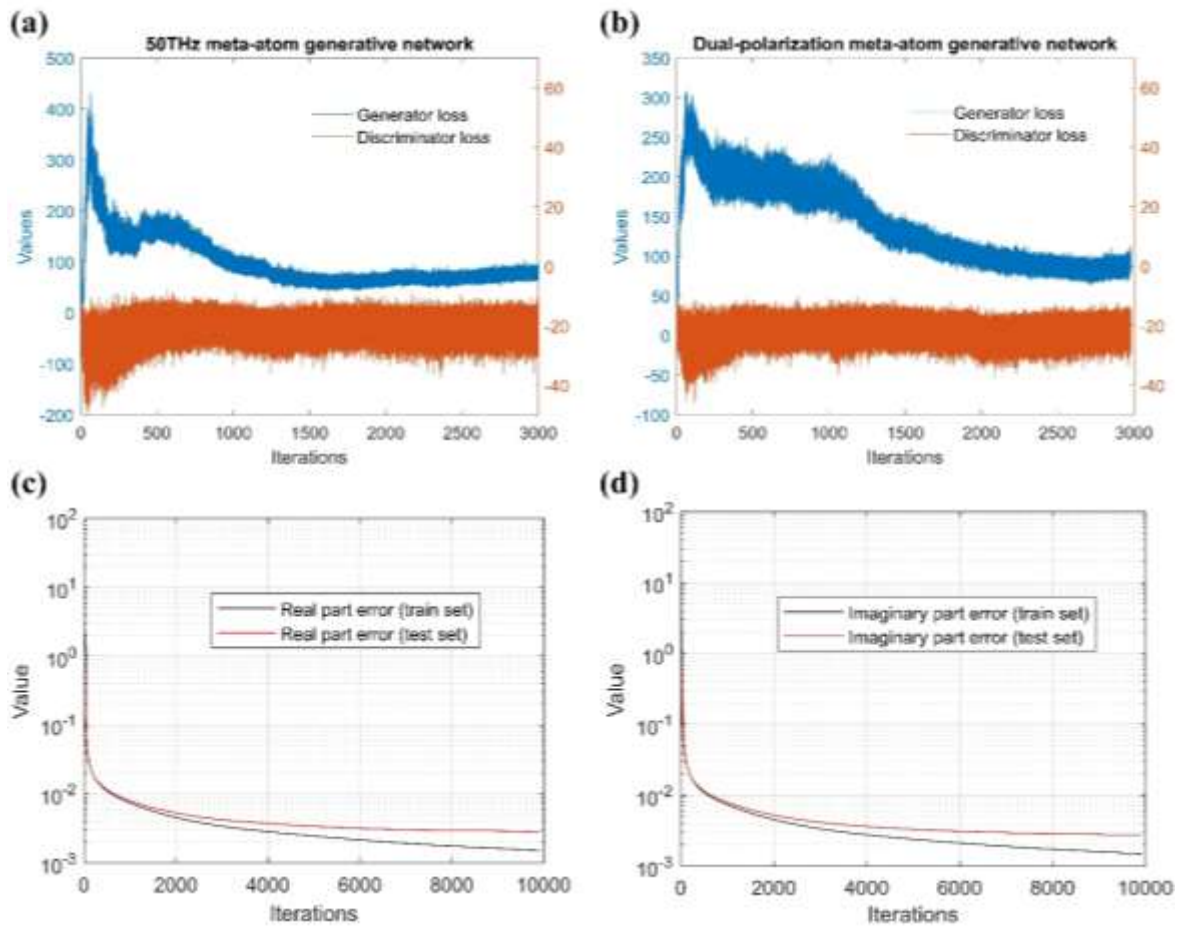 (a)
50THz meta-atom generative network
500
400
300
200
100
0
-100
-200
60
40
20
0
-20
-40
Values
Generator loss
Discriminator loss
0 500 1000 1500 2000 2500 3000
Iterations
(b)
Dual-polarization meta-atom generative network
350
300
250
200
150
100
50
0
-50
-100
60
40
20
0
-20
-40
Values
Generator loss
Discriminator loss
0 500 1000 1500 2000 2500 3000
Iterations
(c)
10^2
10^1
10^0
10^-1
10^-2
10^-3
Value
Real part error (train set)
Real part error (test set)
0 2000 4000 6000 8000 10000
Iterations
(d)
10^2
10^1
10^0
10^-1
10^-2
10^-3
Value
Imaginary part error (train set)
Imaginary part error (test set)
0 2000 4000 6000 8000 10000
Iterations